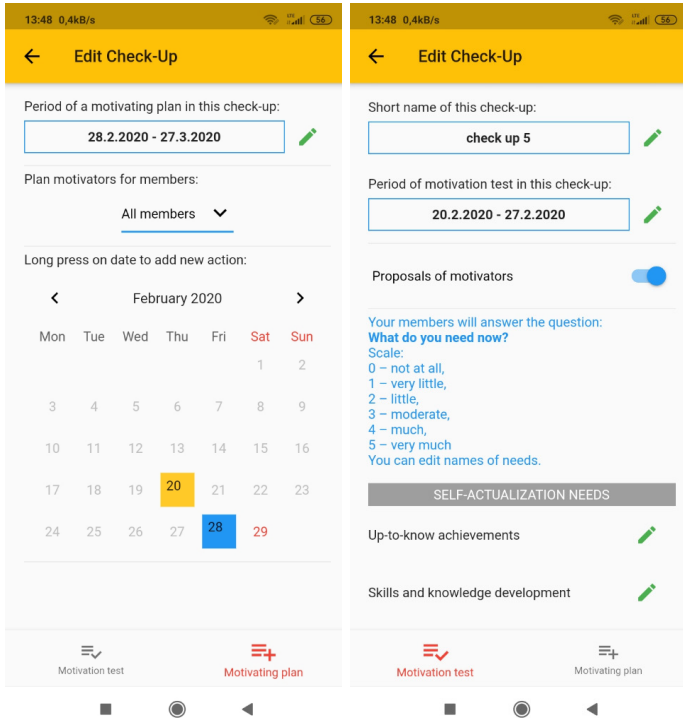 13:48 0,4kB/s LTE 56
Edit Check-Up
Period of a motivating plan in this check-up:
28.2.2020 - 27.3.2020
Plan motivators for members:
All members
Long press on date to add new action:
February 2020
Mon Tue Wed Thu Fri Sat Sun
1 2
3 4 5 6 7 8 9
10 11 12 13 14 15 16
17 18 19 20 21 22 23
24 25 26 27 28 29
Motivation test Motivating plan
13:48 0,4kB/s LTE 56
Edit Check-Up
Short name of this check-up:
check up 5
Period of motivation test in this check-up:
20.2.2020 - 27.2.2020
Proposals of motivators
Your members will answer the question:
What do you need now?
Scale:
0 – not at all,
1 – very little,
2 – little,
3 – moderate,
4 – much,
5 – very much
You can edit names of needs.
SELF-ACTUALIZATION NEEDS
Up-to-know achievements
Skills and knowledge development
Motivation test Motivating plan